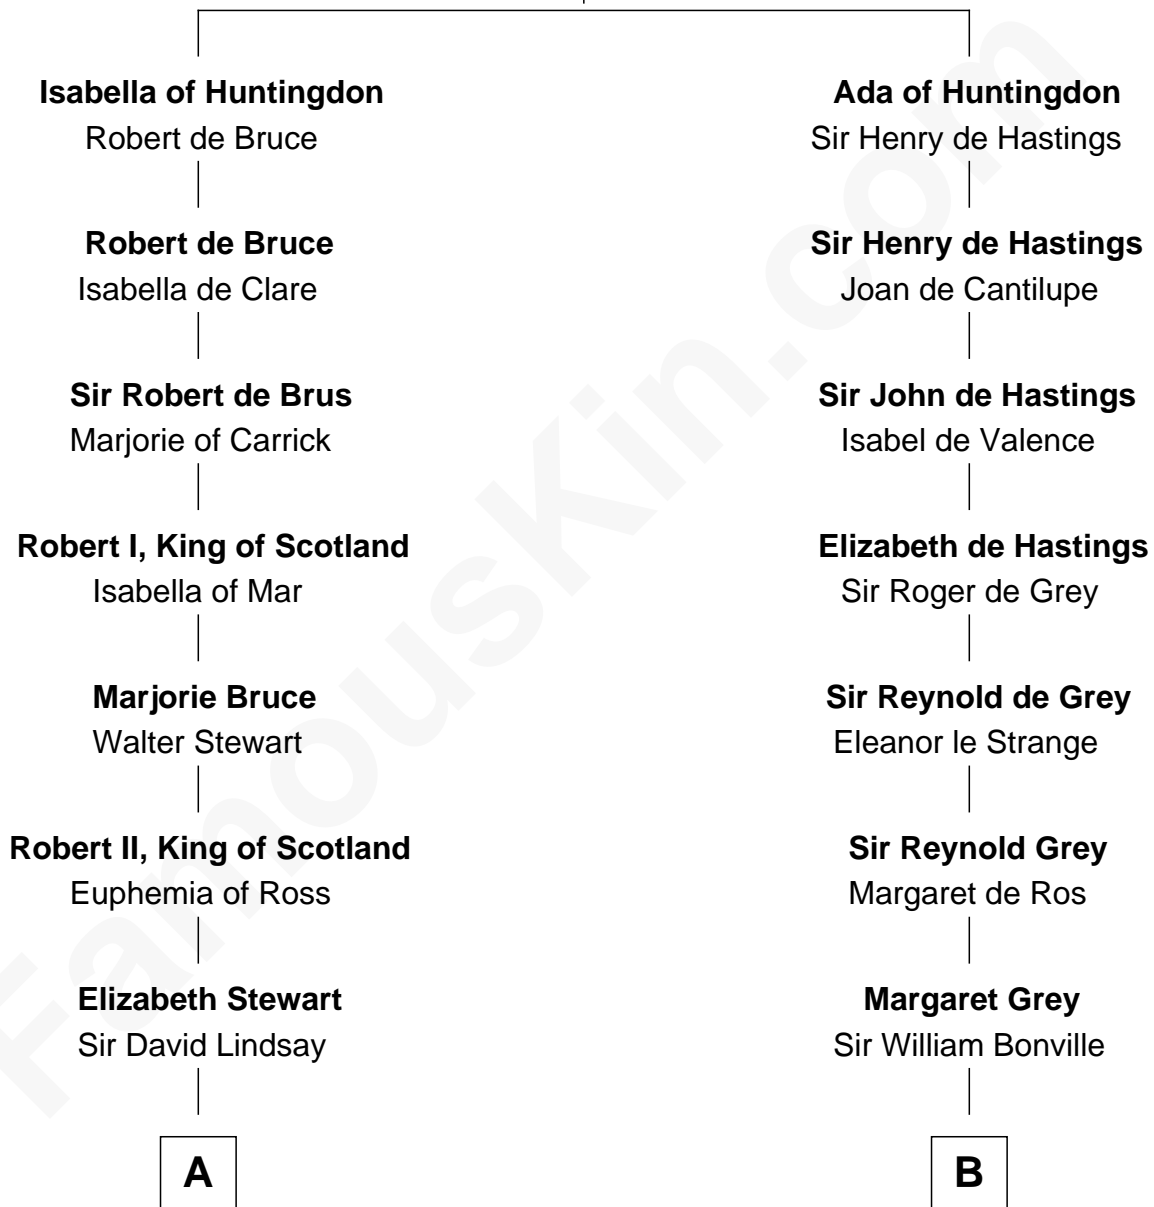 Isabella of Huntingdon
Robert de Bruce
Robert de Bruce
Isabella de Clare
Sir Robert de Brus
Marjorie of Carrick
Robert I, King of Scotland
Isabella of Mar
Marjorie Bruce
Walter Stewart
Robert II, King of Scotland
Euphemia of Ross
Elizabeth Stewart
Sir David Lindsay
A
Ada of Huntingdon
Sir Henry de Hastings
Sir Henry de Hastings
Joan de Cantilupe
Sir John de Hastings
Isabel de Valence
Elizabeth de Hastings
Sir Roger de Grey
Sir Reynold de Grey
Eleanor le Strange
Sir Reynold Grey
Margaret de Ros
Margaret Grey
Sir William Bonville
B
FamousKin.com